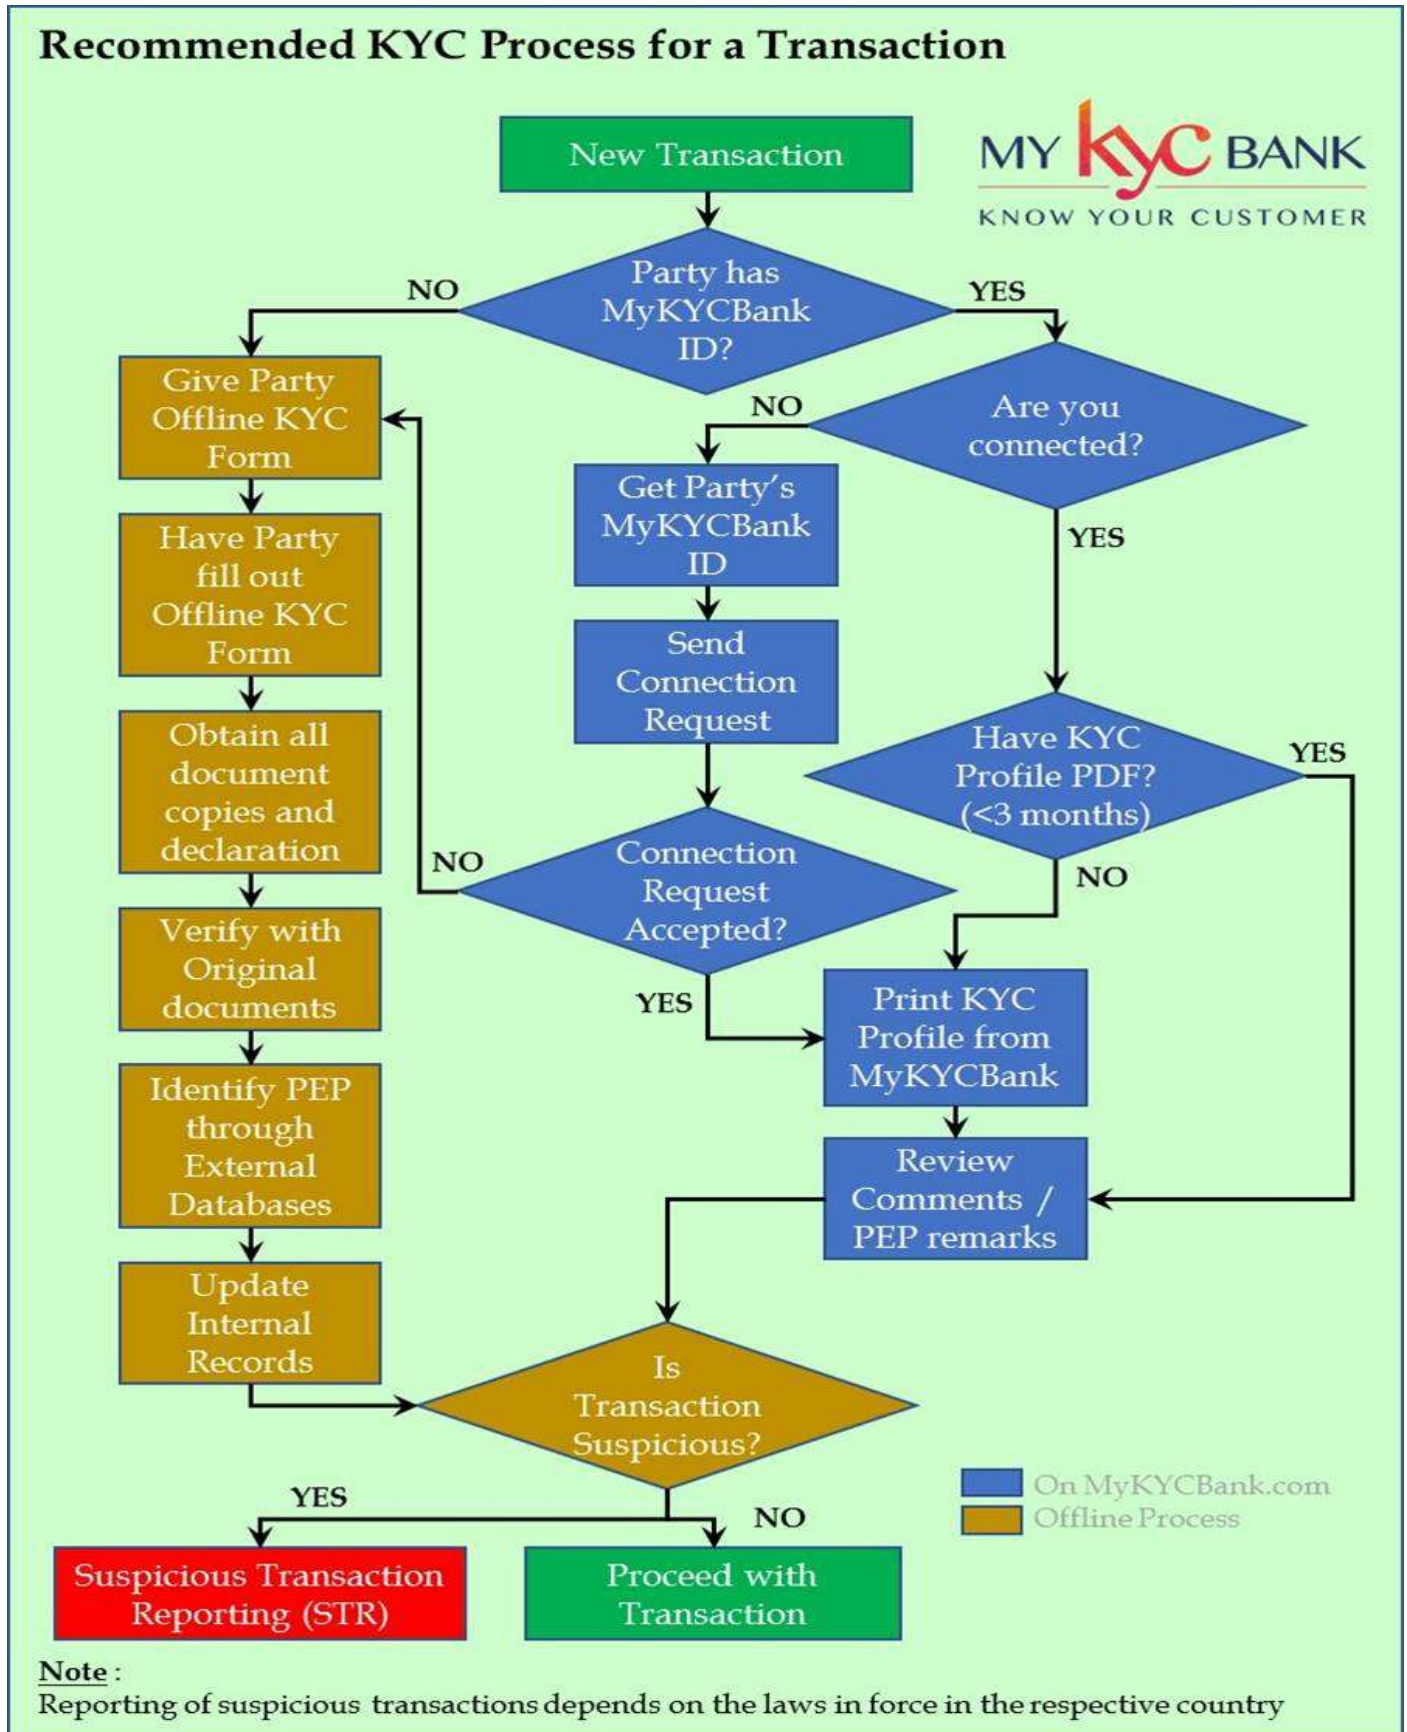 Recommended KYC Process for a Transaction
MY kyc BANK
KNOW YOUR CUSTOMER
New Transaction
Party has
MyKYCBank
ID?
NO
YES
Give Party
Offline KYC
Form
Are you
connected?
NO
YES
Get Party's
MyKYCBank
ID
Have Party
fill out
Offline KYC
Form
Send
Connection
Request
Obtain all
document
copies and
declaration
Have KYC
Profile PDF?
(<3 months)
YES
NO
Connection
Request
Accepted?
NO
YES
Verify with
Original
documents
Print KYC
Profile from
MyKYCBank
Identify PEP
through
External
Databases
Review
Comments /
PEP remarks
Update
Internal
Records
Is
Transaction
Suspicious?
YES
NO
On MyKYCBank.com
Offline Process
Suspicious Transaction
Reporting (STR)
Proceed with
Transaction
Note :
Reporting of suspicious transactions depends on the laws in force in the respective country